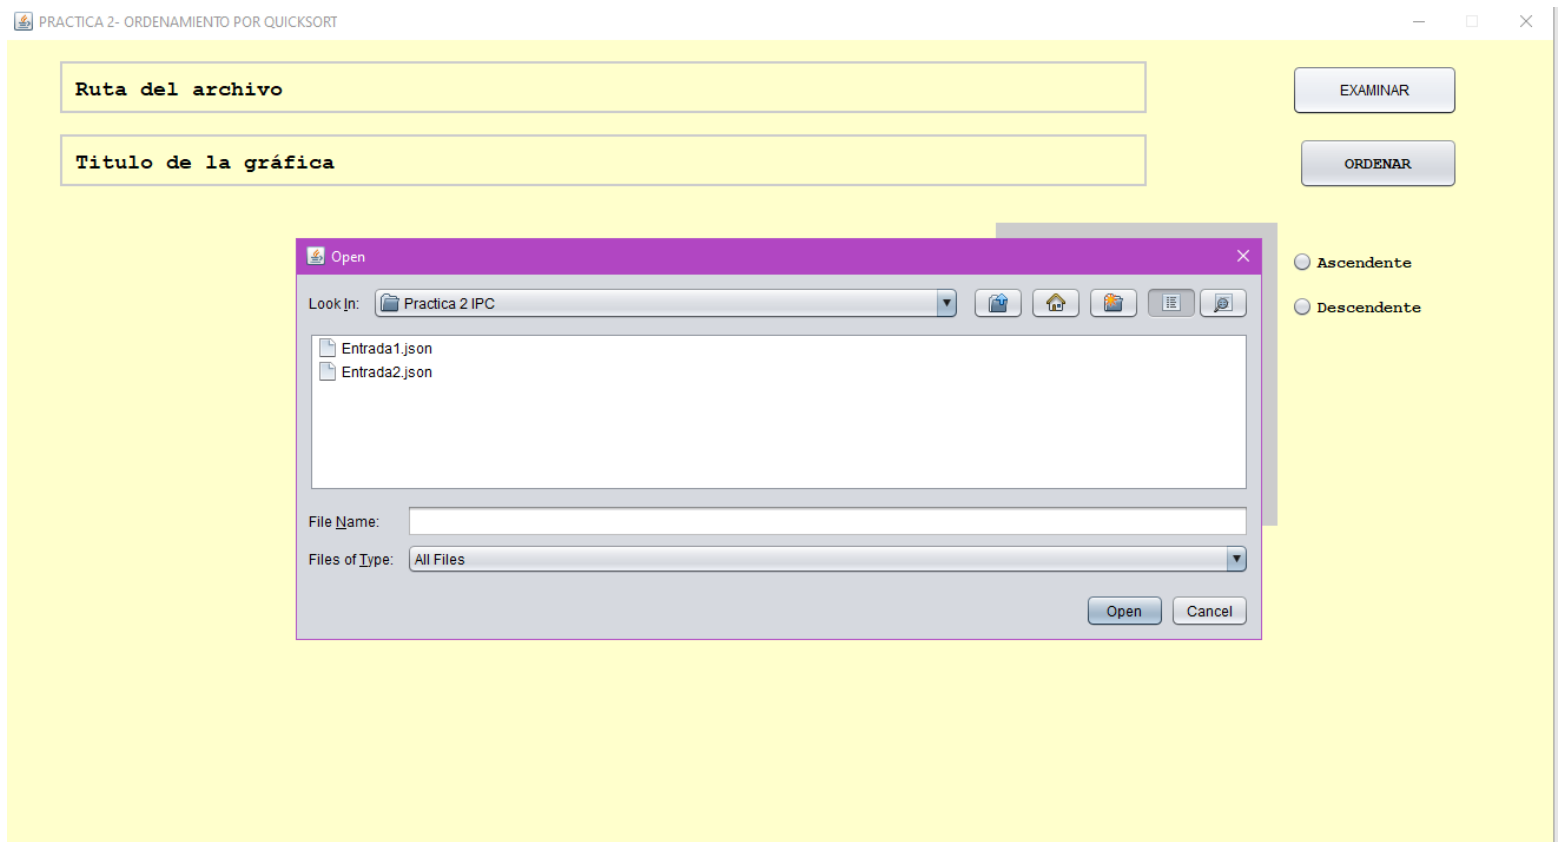 PRACTICA 2- ORDENAMIENTO POR QUICKSORT
Ruta del archivo
EXAMINAR
Titulo de la gráfica
ORDENAR
Open
Look In: Practica 2 IPC
Entrada1.json
Entrada2.json
File Name:
Files of Type: All Files
Open Cancel
Ascendente
Descendente